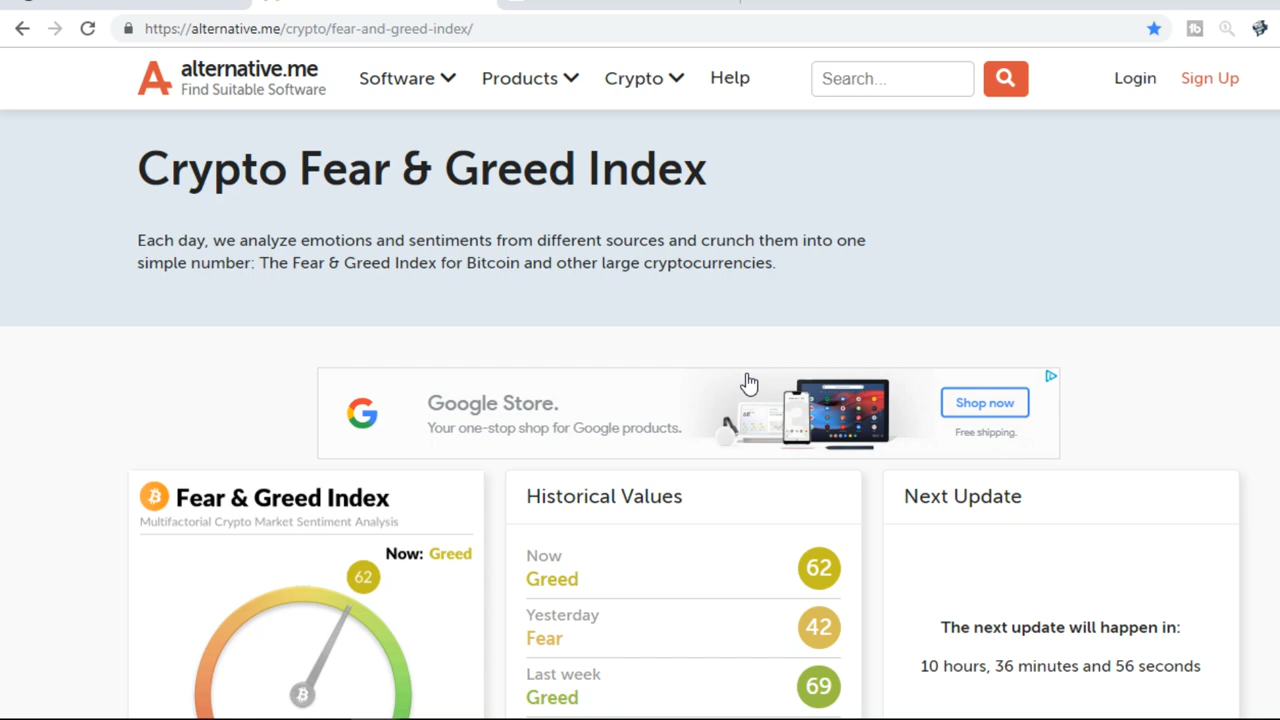 https://alternative.me/crypto/fear-and-greed-index/
alternative.me
Find Suitable Software
Software
Products
Crypto
Help
Search...
Login
Sign Up
Crypto Fear & Greed Index
Each day, we analyze emotions and sentiments from different sources and crunch them into one
simple number: The Fear & Greed Index for Bitcoin and other large cryptocurrencies.
Google Store.
Your one-stop shop for Google products.
Shop now
Free shipping.
Fear & Greed Index
Multifactorial Crypto Market Sentiment Analysis
Now: Greed
62
Historical Values
Now
Greed
62
Yesterday
Fear
42
Last week
Greed
69
Next Update
The next update will happen in:
10 hours, 36 minutes and 56 seconds